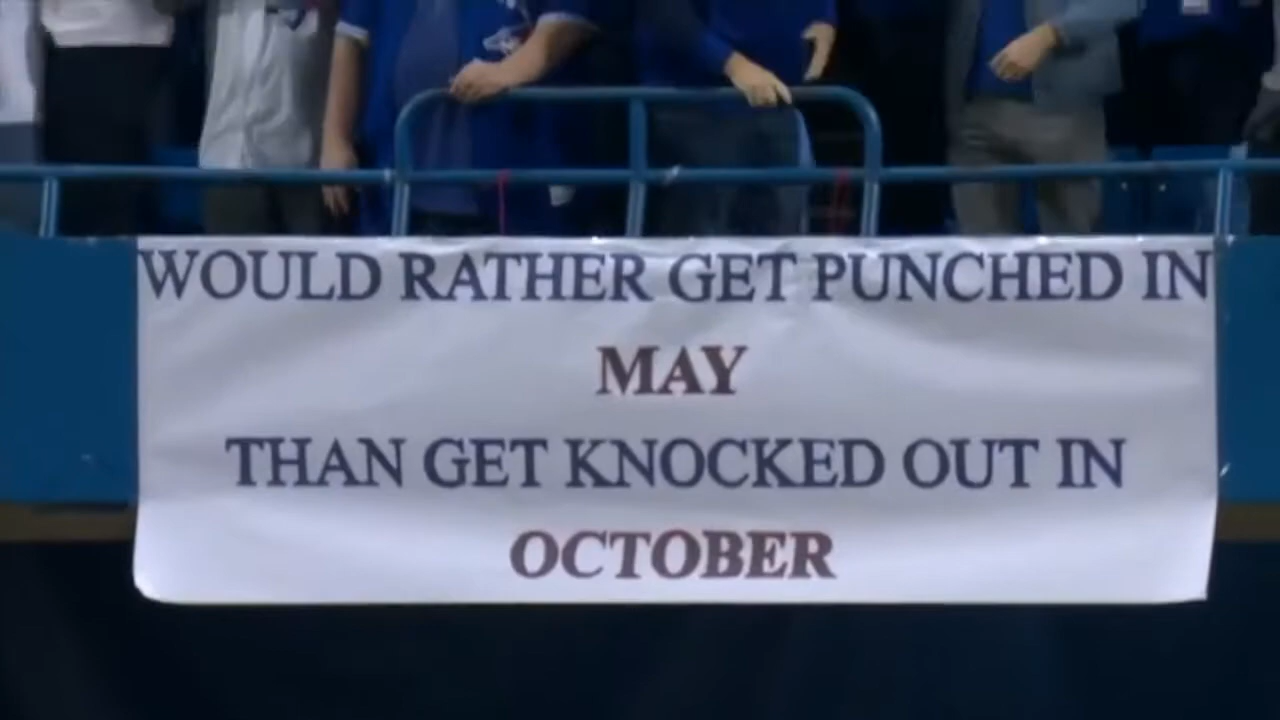 WOULD RATHER GET PUNCHED IN
MAY
THAN GET KNOCKED OUT IN
OCTOBER